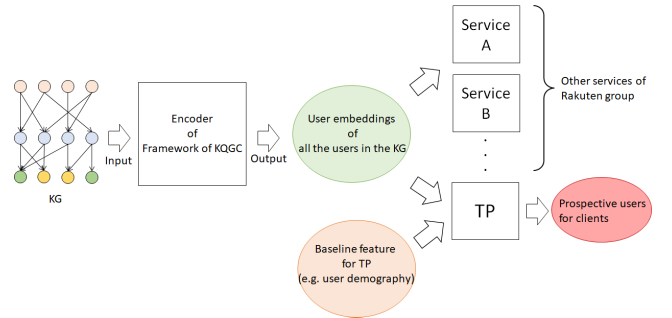 KG
Input
Encoder
of
Framework of KQGC
Output
User embeddings
of
all the users in the KG
Service
A
Service
B
Other services of
Rakuten group
Baseline feature
for TP
(e.g. user demography)
TP
Prospective users
for clients